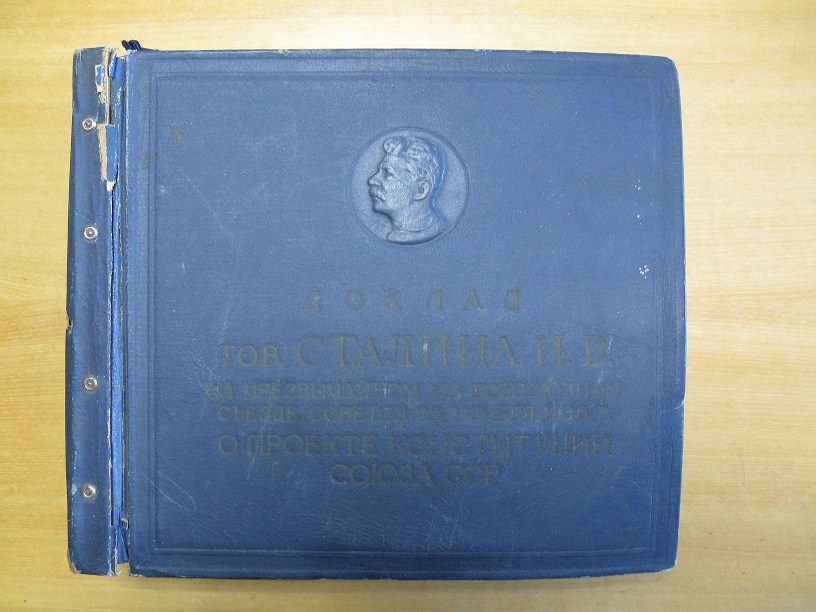 ДОКЛАД
ТОВ. СТАЛИНА И. В.
НА ЧРЕЗВЫЧАЙНОМ VIII ВСЕСОЮЗНОМ
СЪЕЗДЕ СОВЕТОВ 25 НОЯБРЯ 1936 Г.
О ПРОЕКТЕ КОНСТИТУЦИИ
СОЮЗА ССР